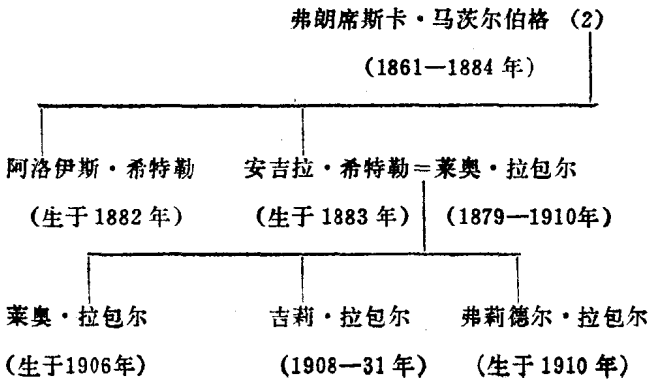 弗朗席斯卡·马茨尔伯格（2）
（1861—1884年）
阿洛伊斯·希特勒 安吉拉·希特勒=莱奥·拉包尔
（生于1882年） （生于1883年） （1879—1910年）
莱奥·拉包尔 吉莉·拉包尔 弗莉德尔·拉包尔
（生于1906年） （1908—31年） （生于1910年）